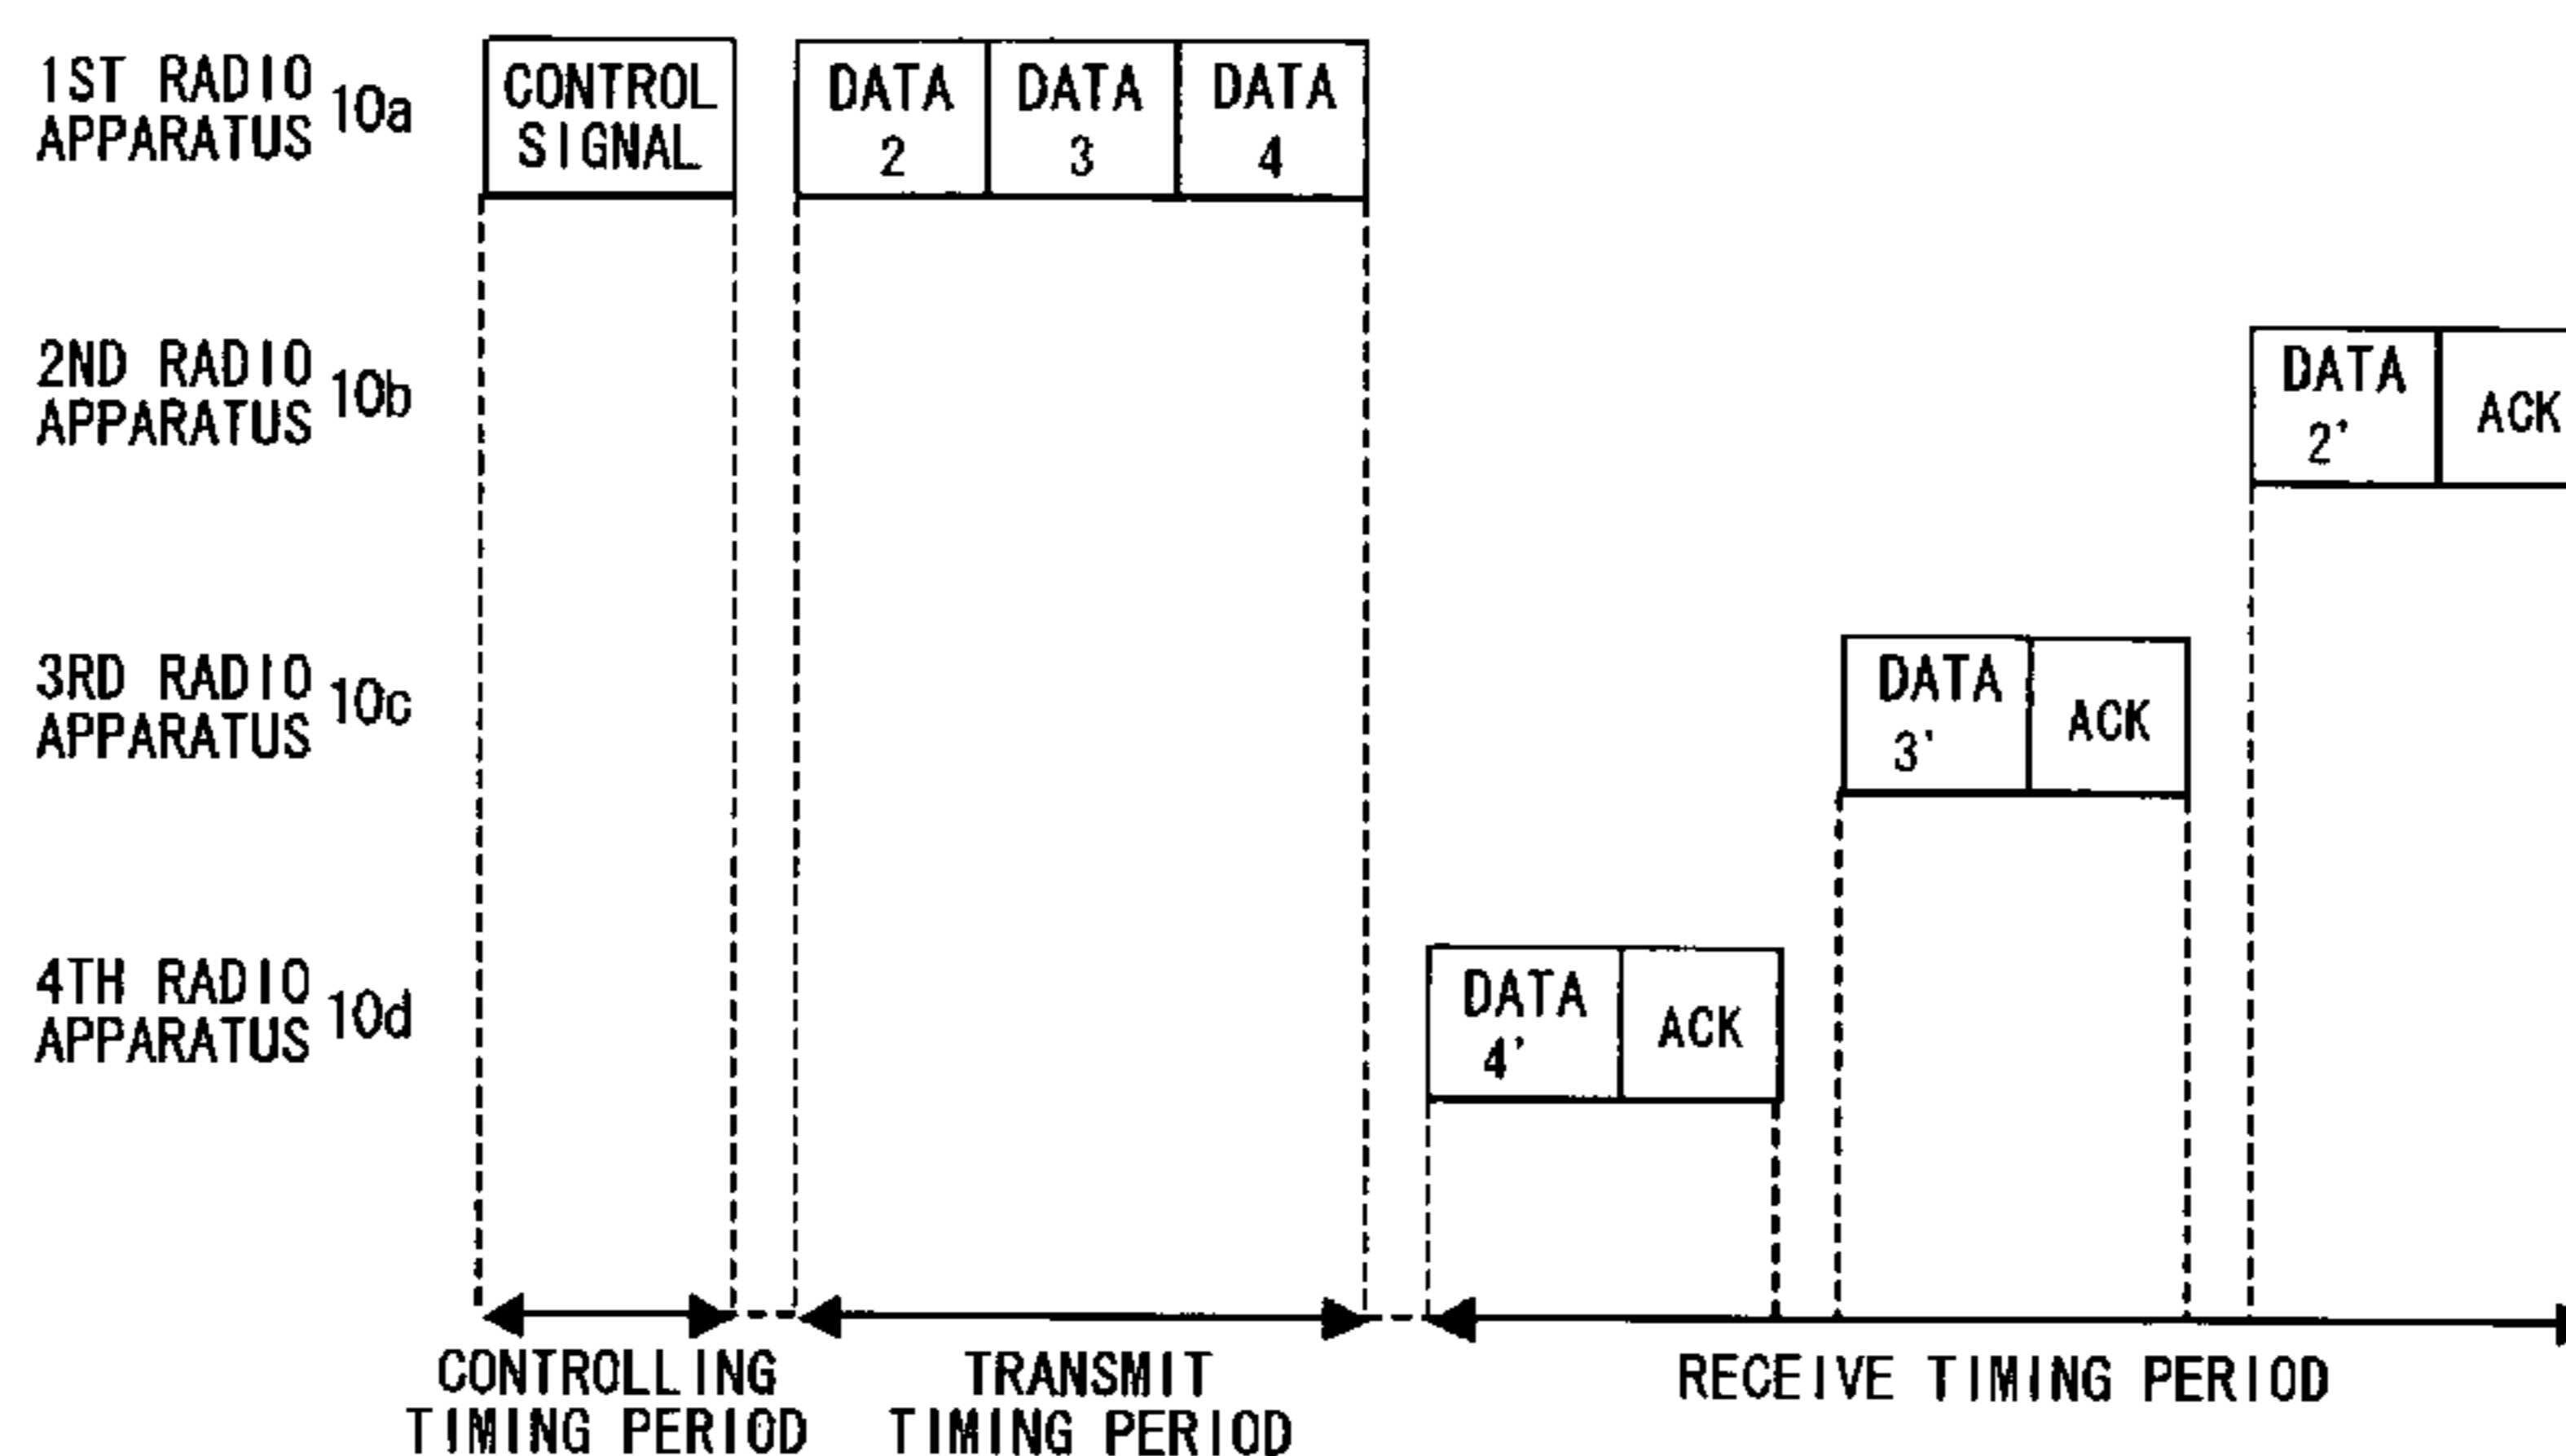 1ST RADIO
APPARATUS 10a
CONTROL
SIGNAL
DATA
2
DATA
3
DATA
4
2ND RADIO
APPARATUS 10b
DATA
2'
ACK
3RD RADIO
APPARATUS 10c
DATA
3'
ACK
4TH RADIO
APPARATUS 10d
DATA
4'
ACK
CONTROLLING
TIMING PERIOD
TRANSMIT
TIMING PERIOD
RECEIVE TIMING PERIOD